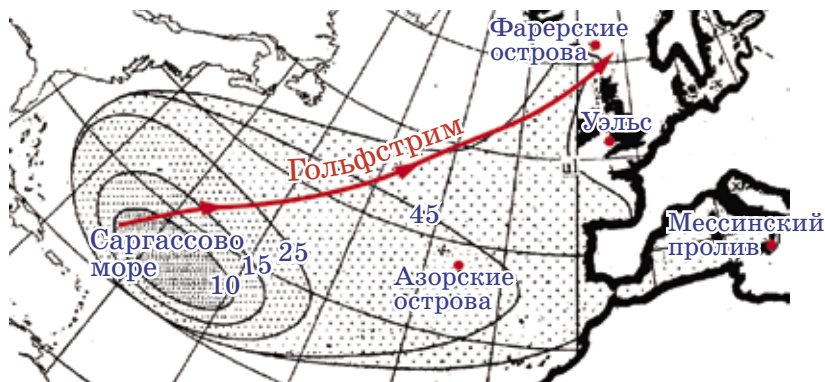 Фарерские
острова
Уэльс
Гольфстрим
45
Мессинский
пролив
Саргассово
море
25
15
10
Азорские
острова